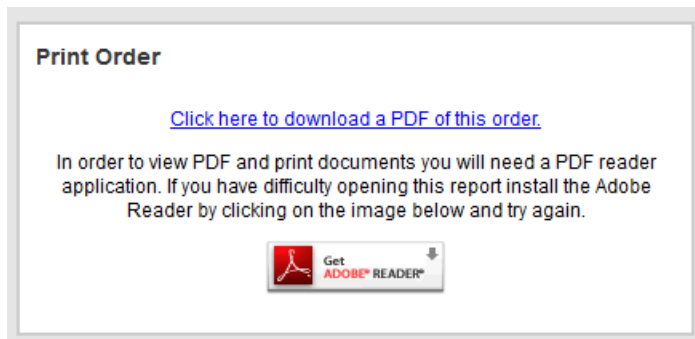 Print Order
Click here to download a PDF of this order.
In order to view PDF and print documents you will need a PDF reader
application. If you have difficulty opening this report install the Adobe
Reader by clicking on the image below and try again.
Get
ADOBE® READER®